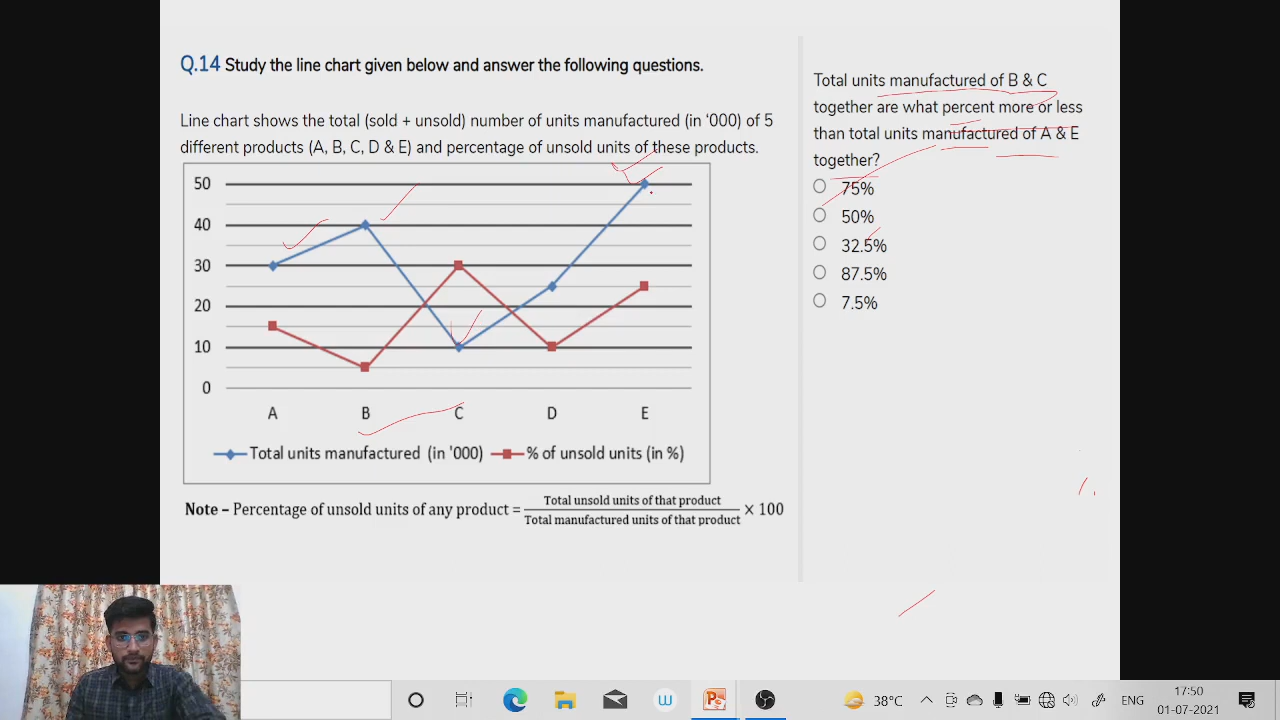 Q.14 Study the line chart given below and answer the following questions.
Line chart shows the total (sold + unsold) number of units manufactured (in ‘000) of 5
different products (A, B, C, D & E) and percentage of unsold units of these products.
50
40
30
20
10
0
A B C D E
Total units manufactured (in '000) % of unsold units (in %)
Note – Percentage of unsold units of any product = Total unsold units of that product / Total manufactured units of that product × 100
Total units manufactured of B & C
together are what percent more or less
than total units manufactured of A & E
together?
75%
50%
32.5%
87.5%
7.5%
38°C ENG 17:50
01-07-2021